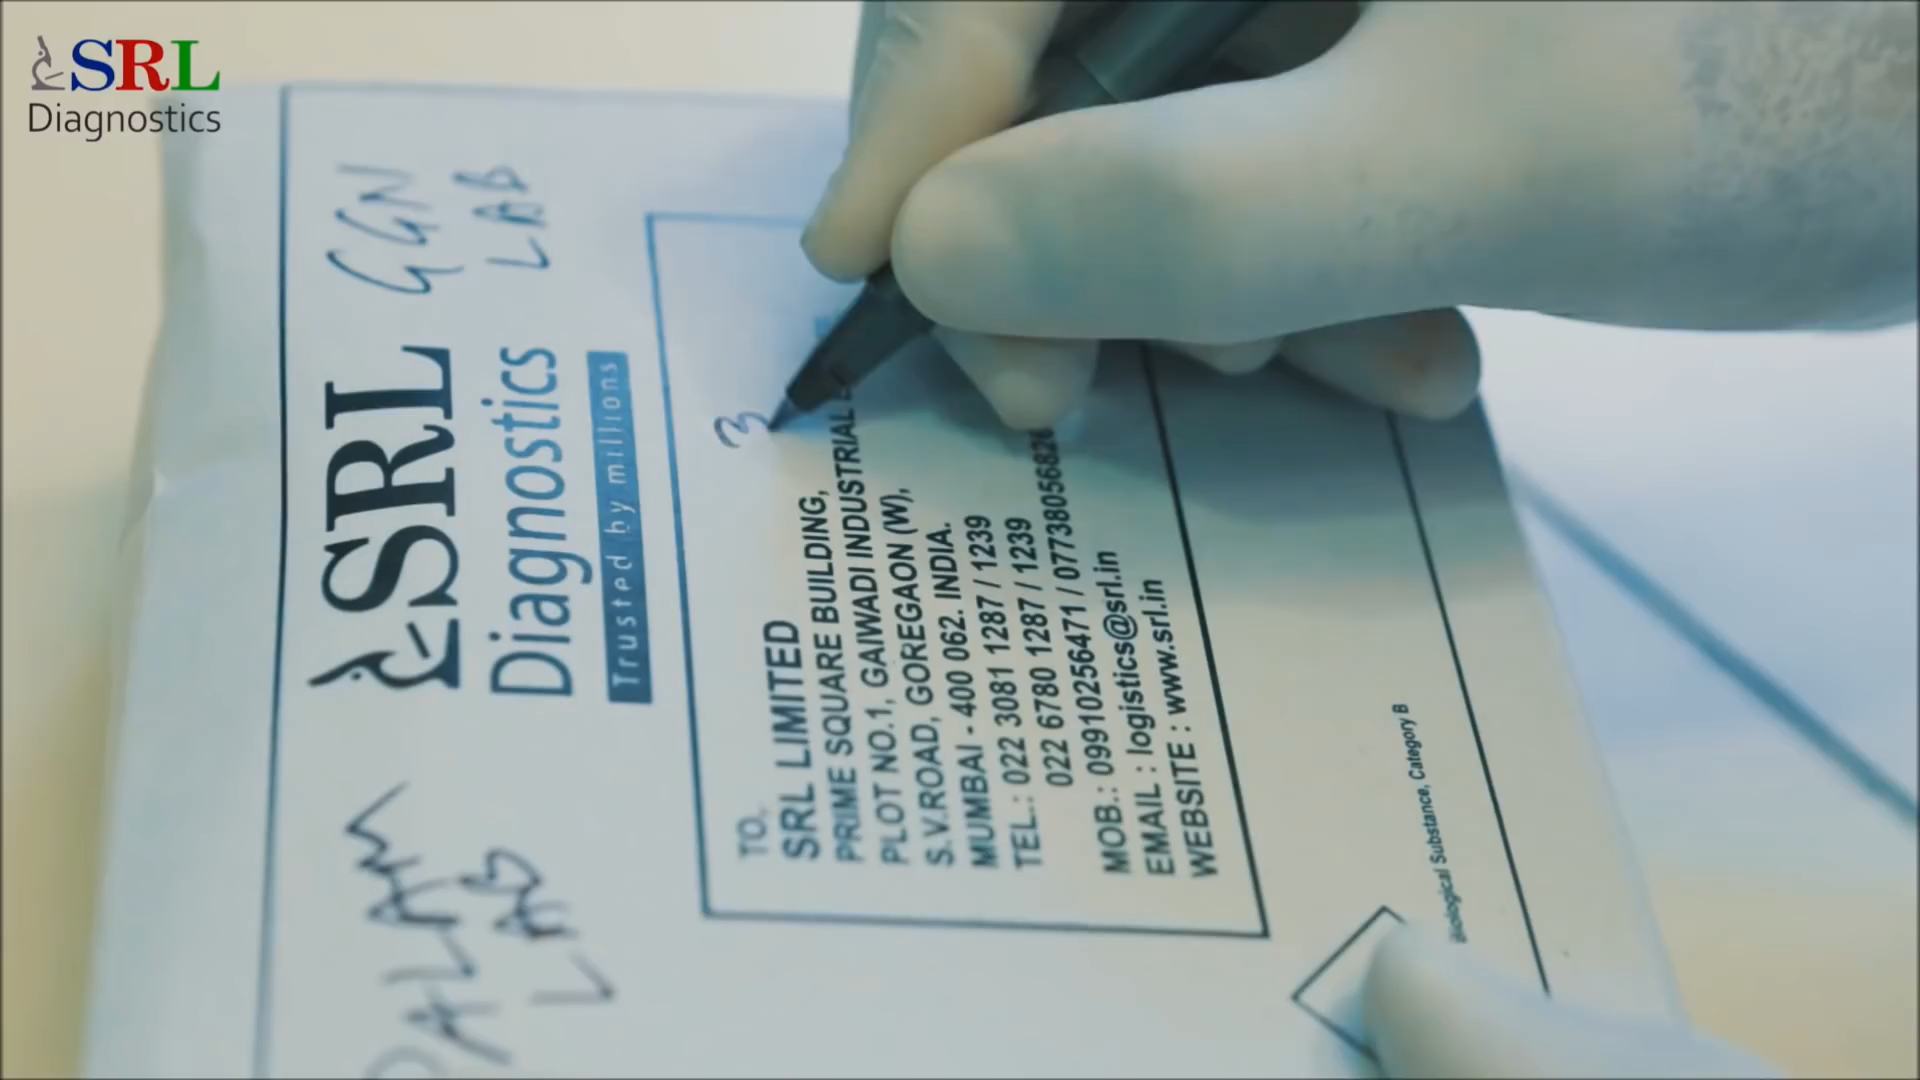 SRL
Diagnostics
GGN
LAB
SRL
Diagnostics
Trusted by millions
PALAM
LAB
3
TO,
SRL LIMITED
PRIME SQUARE BUILDING,
PLOT NO.1, GAIWADI INDUSTRIAL
S.V.ROAD, GOREGAON (W),
MUMBAI - 400 062. INDIA.
TEL.: 022 3081 1287 / 1239
022 6780 1287 / 1239
MOB.: 09910256471 / 0773805682
EMAIL : logistics@srl.in
WEBSITE : www.srl.in
Biological Substance, Category B